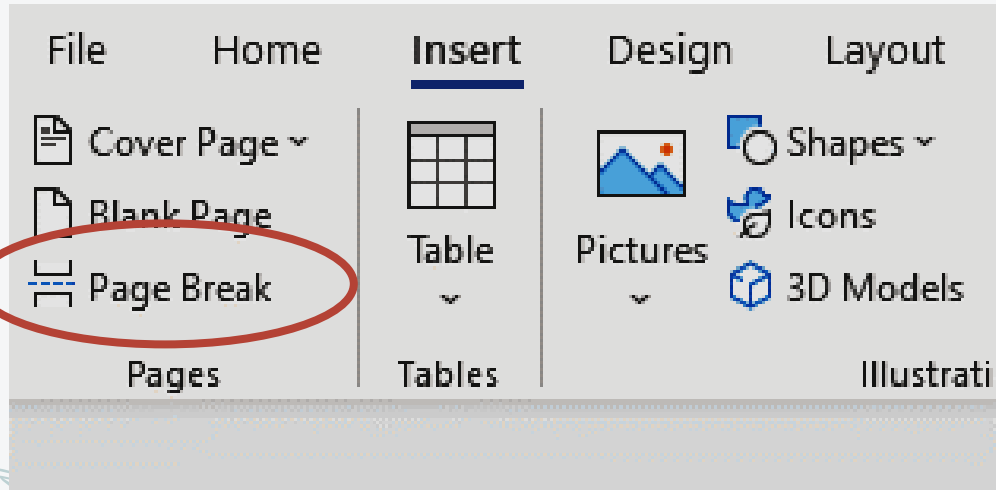 File Home Insert Design Layout
Cover Page Shapes
Blank Page Icons
Table Pictures
Page Break 3D Models
Pages Tables Illustrati